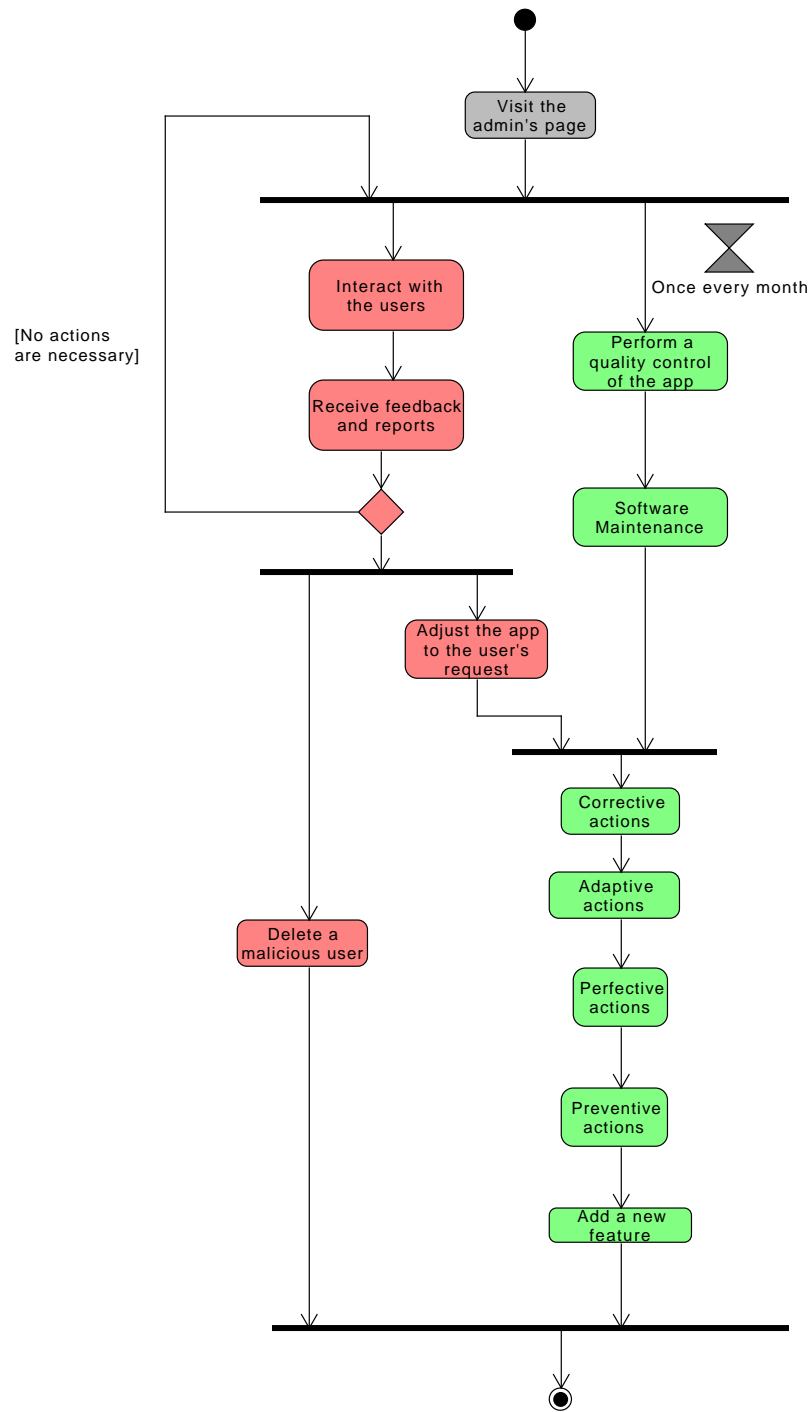 Visit the
admin's page
Once every month
Interact with
the users
[No actions
are necessary]
Perform a
quality control
of the app
Receive feedback
and reports
Software
Maintenance
Adjust the app
to the user's
request
Corrective
actions
Adaptive
actions
Delete a
malicious user
Perfective
actions
Preventive
actions
Add a new
feature